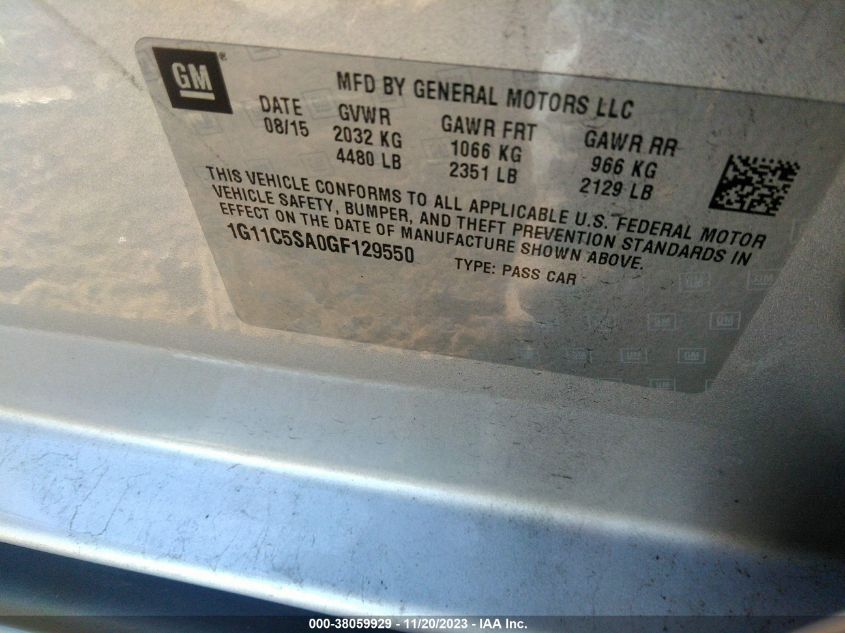 GM®
MFD BY GENERAL MOTORS LLC
DATE GVWR GAWR FRT GAWR RR
08/15 2032 KG 1066 KG 966 KG
4480 LB 2351 LB 2129 LB
THIS VEHICLE CONFORMS TO ALL APPLICABLE U.S. FEDERAL MOTOR
VEHICLE SAFETY, BUMPER, AND THEFT PREVENTION STANDARDS IN
EFFECT ON THE DATE OF MANUFACTURE SHOWN ABOVE.
1G11C5SA0GF129550 TYPE: PASS CAR
000-38059929 - 11/20/2023 - IAA Inc.